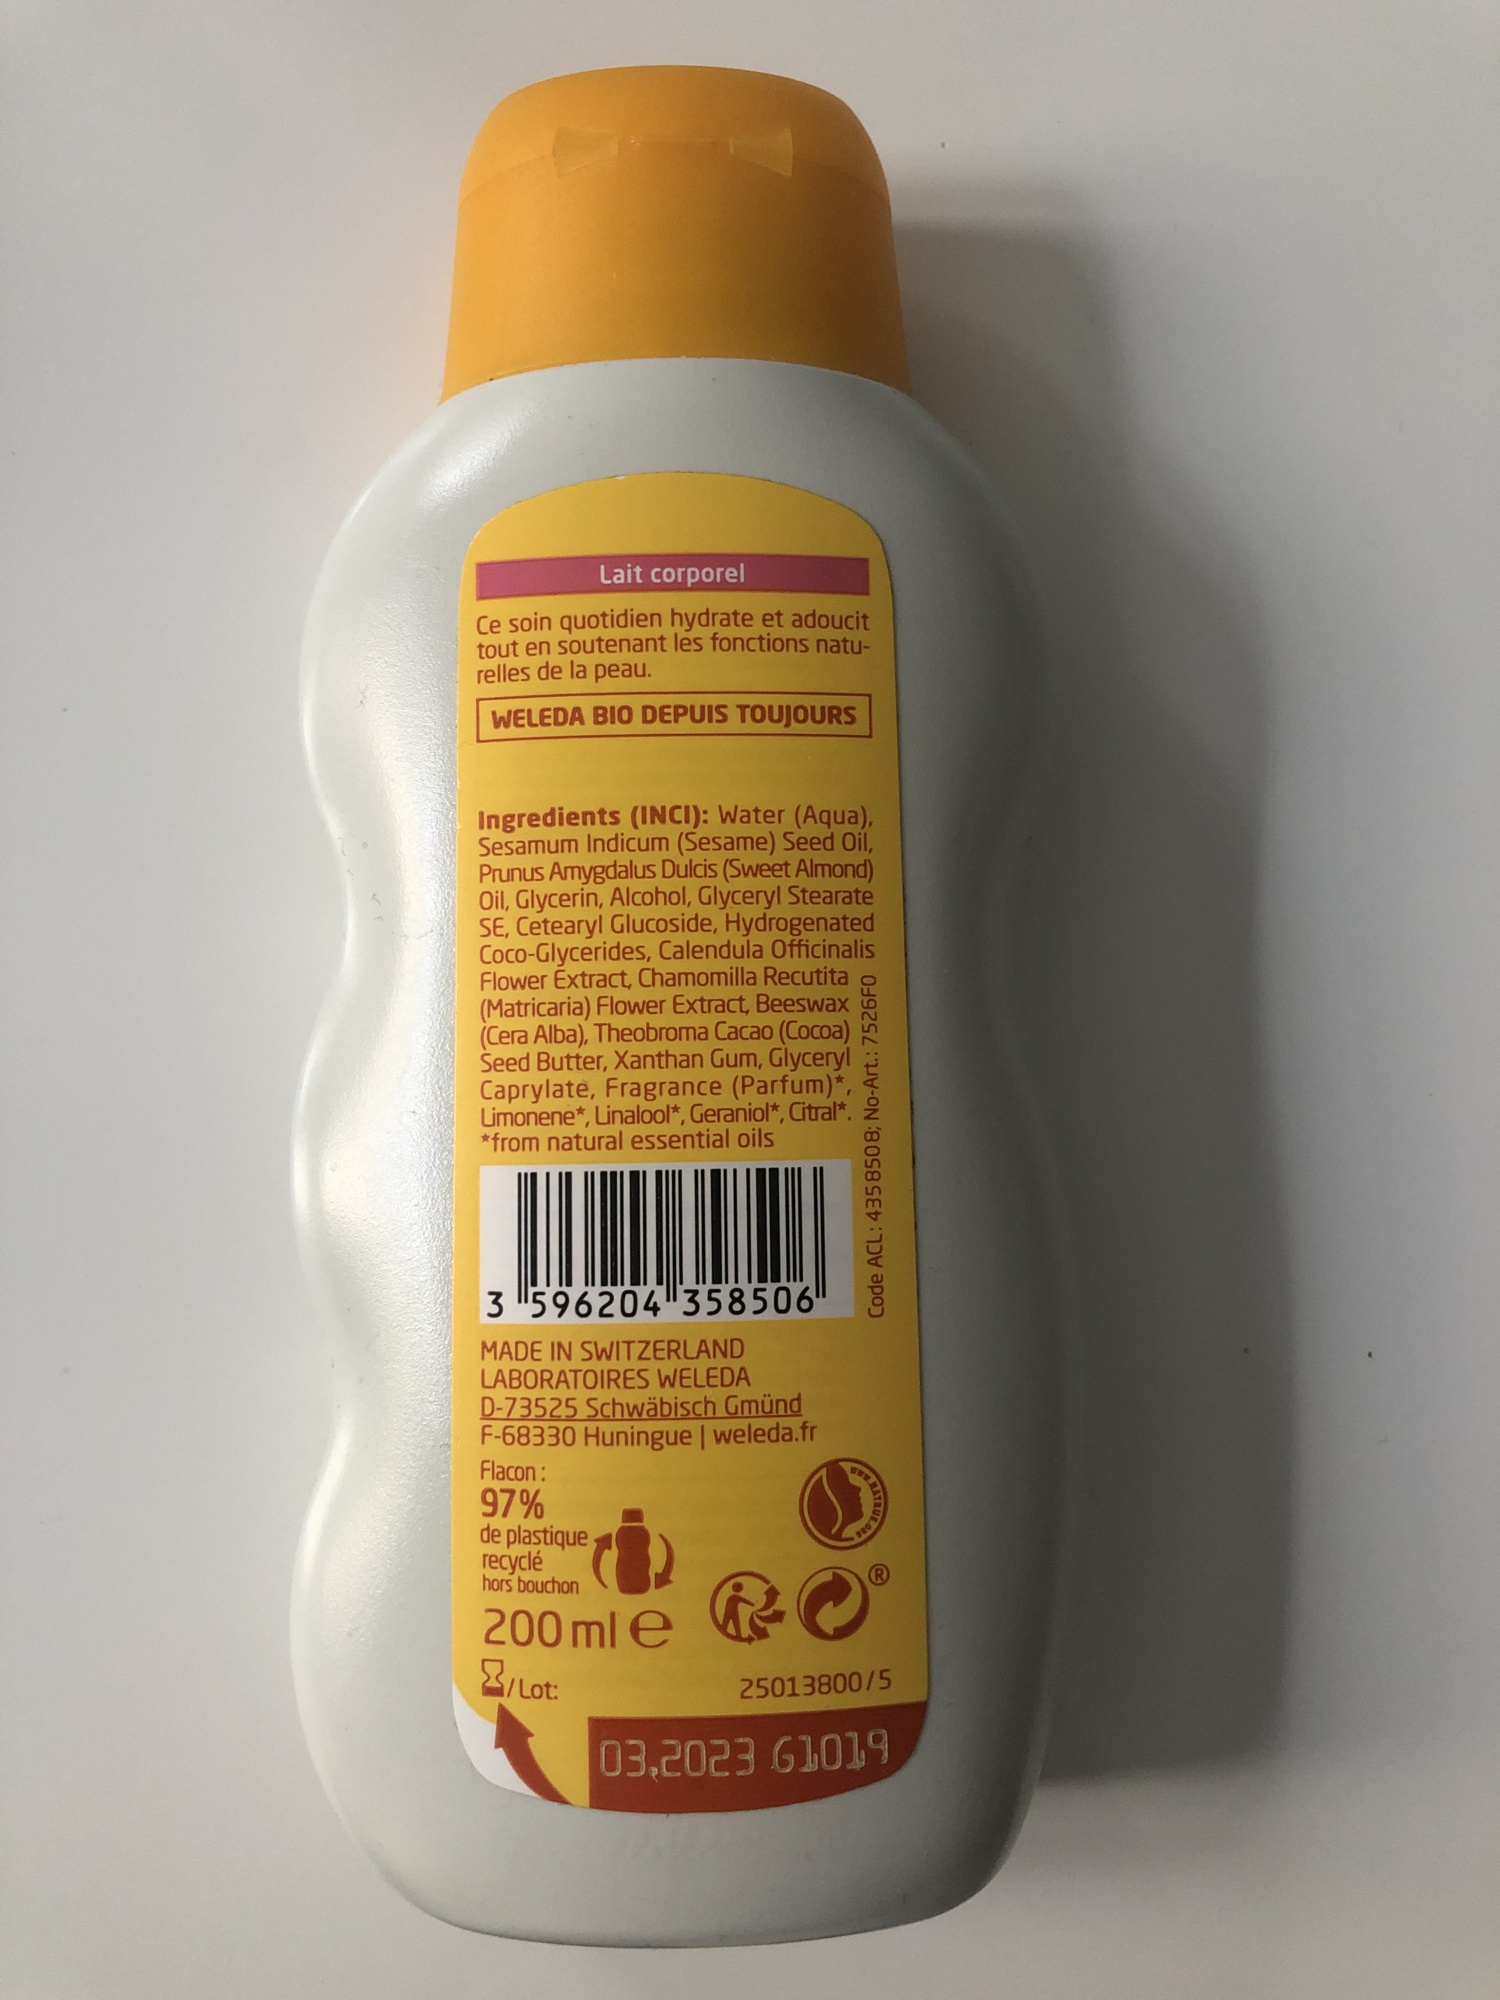 Lait corporel
Ce soin quotidien hydrate et adoucit
tout en soutenant les fonctions natu-
relles de la peau.
WELEDA BIO DEPUIS TOUJOURS
Ingredients (INCI): Water (Aqua),
Sesamum Indicum (Sesame) Seed Oil,
Prunus Amygdalus Dulcis (Sweet Almond)
Oil, Glycerin, Alcohol, Glyceryl Stearate
SE, Cetearyl Glucoside, Hydrogenated
Coco-Glycerides, Calendula Officinalis
Flower Extract, Chamomilla Recutita
(Matricaria) Flower Extract, Beeswax
(Cera Alba), Theobroma Cacao (Cocoa)
Seed Butter, Xanthan Gum, Glyceryl
Caprylate, Fragrance (Parfum)*,
Limonene*, Linalool*, Geraniol*, Citral*.
*from natural essential oils
Code ACL: 4358508; No-Art.: 7526F0
3 596204 358506
MADE IN SWITZERLAND
LABORATOIRES WELEDA
D-73525 Schwäbisch Gmünd
F-68330 Huningue | weleda.fr
Flacon :
97%
de plastique
recyclé
hors bouchon
WWW.NATRUE.ORG
®
200 ml e
/Lot:
25013800/5
03.2023 G1019